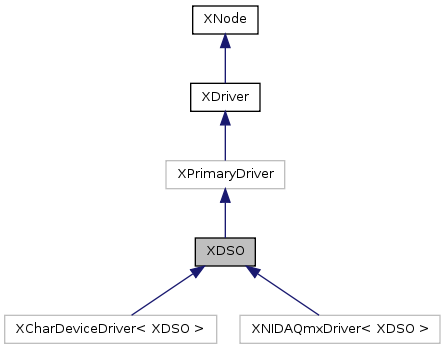 XNode
XDriver
XPrimaryDriver
XDSO
XCharDeviceDriver< XDSO >
XNIDAQmxDriver< XDSO >